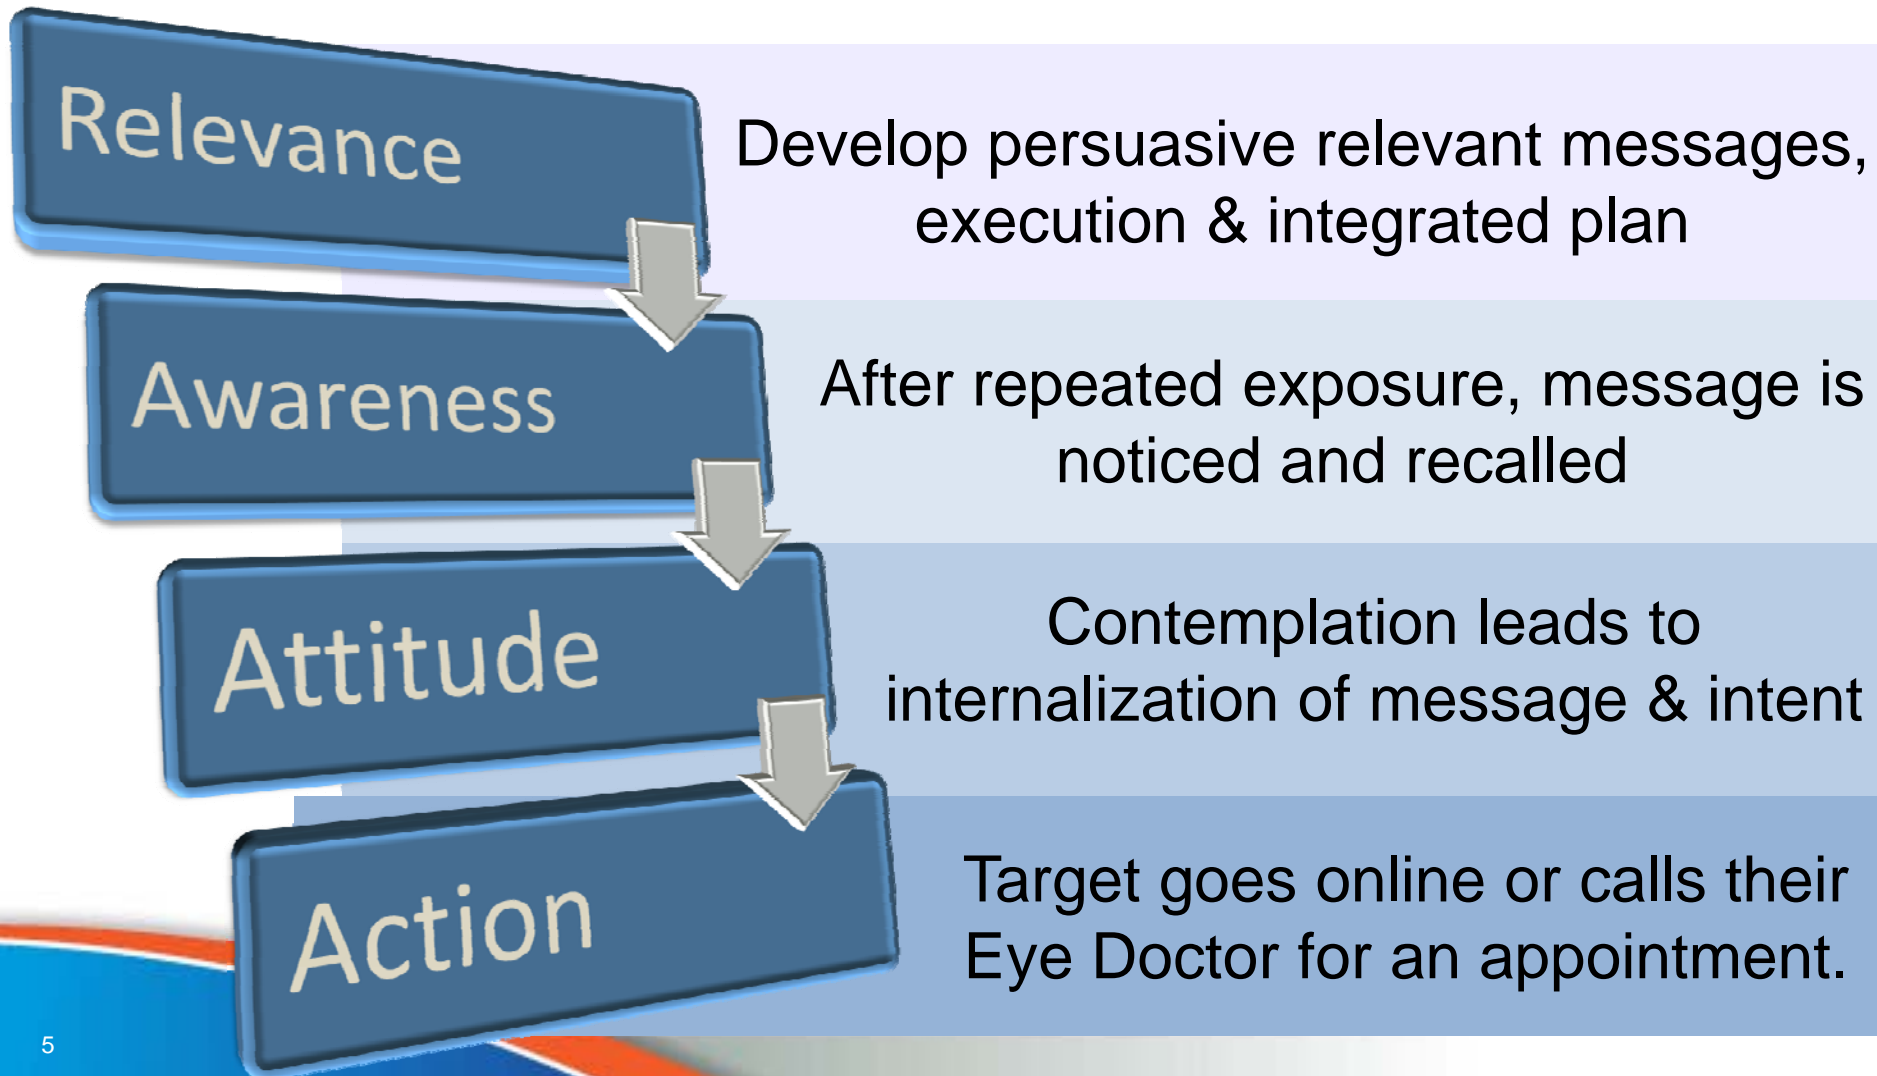 Relevance
Develop persuasive relevant messages,
execution & integrated plan
Awareness
After repeated exposure, message is
noticed and recalled
Attitude
Contemplation leads to
internalization of message & intent
Action
Target goes online or calls their
Eye Doctor for an appointment.
5